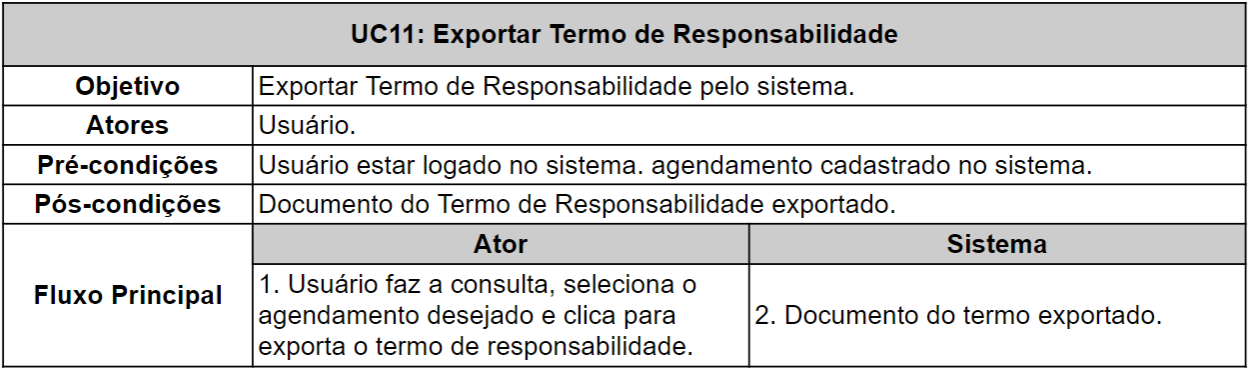 UC11: Exportar Termo de Responsabilidade
Objetivo
Exportar Termo de Responsabilidade pelo sistema.
Atores
Usuário.
Pré-condições
Usuário estar logado no sistema. agendamento cadastrado no sistema.
Pós-condições
Documento do Termo de Responsabilidade exportado.
Fluxo Principal
Ator
Sistema
1. Usuário faz a consulta, seleciona o
agendamento desejado e clica para
exporta o termo de responsabilidade.
2. Documento do termo exportado.